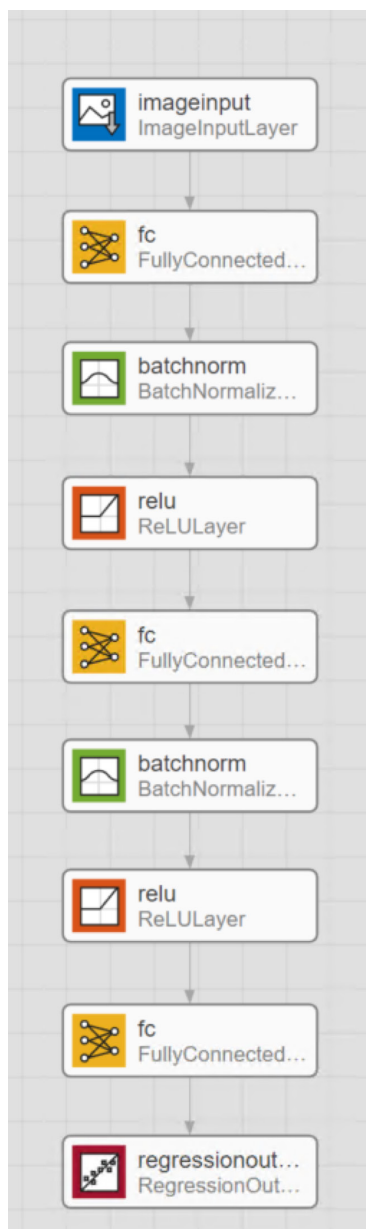 imageinput
ImageInputLayer
fc
FullyConnected...
batchnorm
BatchNormaliz...
relu
ReLULayer
fc
FullyConnected...
batchnorm
BatchNormaliz...
relu
ReLULayer
fc
FullyConnected...
regressionout...
RegressionOut...